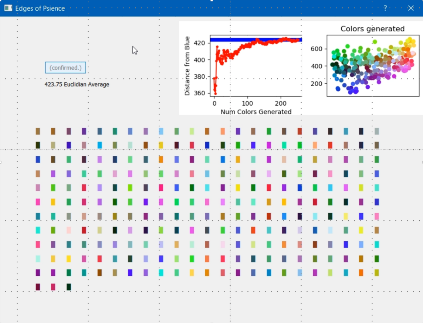 Edges of Psience
Colors generated
(confirmed.)
423.75 Euclidian Average
Distance from Blue
420
400
380
360
0
100
200
Num Colors Generated
600
400
200